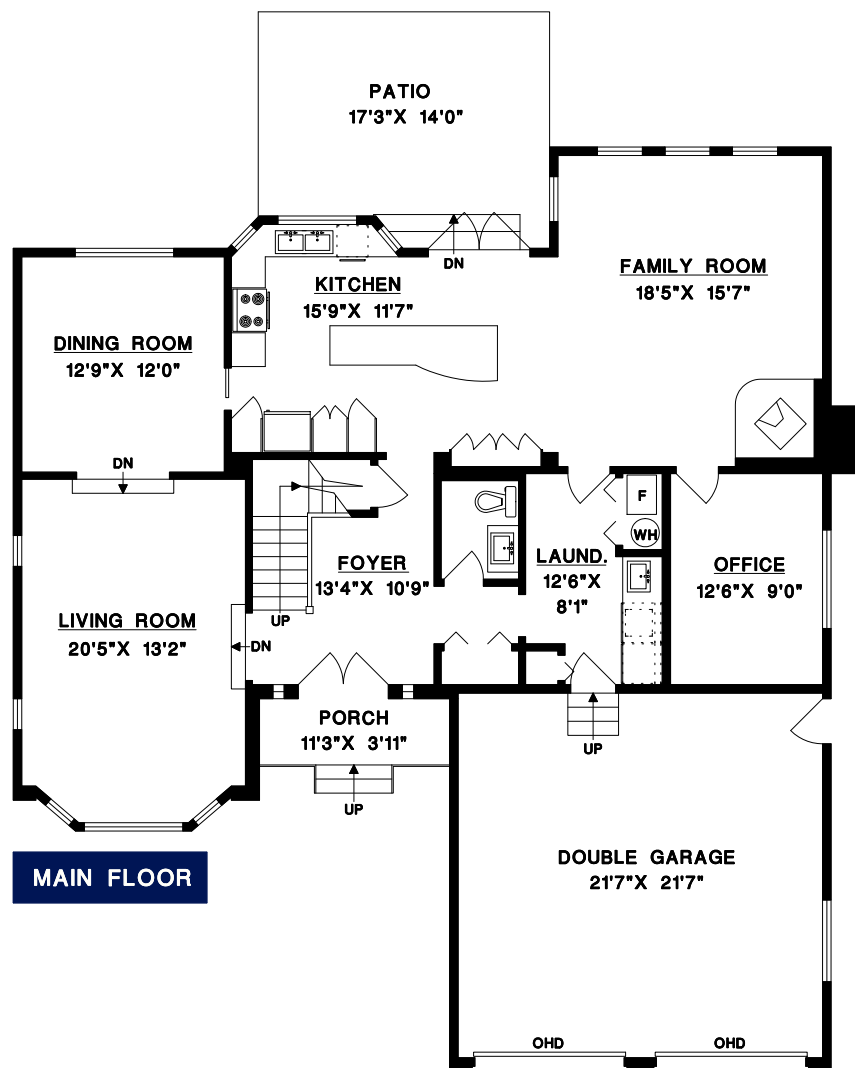 PATIO
17'3"X 14'0"
FAMILY ROOM
18'5"X 15'7"
DN
KITCHEN
15'9"X 11'7"
DINING ROOM
12'9"X 12'0"
DN
F
WH
FOYER
13'4"X 10'9"
LAUND.
12'6"X
8'1"
OFFICE
12'6"X 9'0"
UP
LIVING ROOM
20'5"X 13'2"
DN
PORCH
11'3"X 3'11"
UP
UP
DOUBLE GARAGE
21'7"X 21'7"
MAIN FLOOR
OHD
OHD